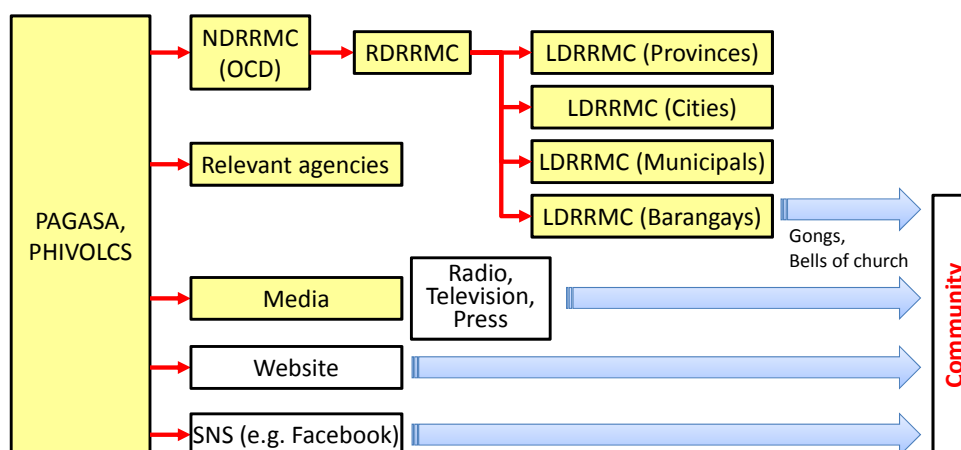 PAGASA,
PHIVOLCS
NDRRMC
(OCD)
RDRRMC
LDRRMC (Provinces)
LDRRMC (Cities)
LDRRMC (Municipals)
LDRRMC (Barangays)
Gongs,
Bells of church
Relevant agencies
Media
Radio,
Television,
Press
Website
SNS (e.g. Facebook)
Community